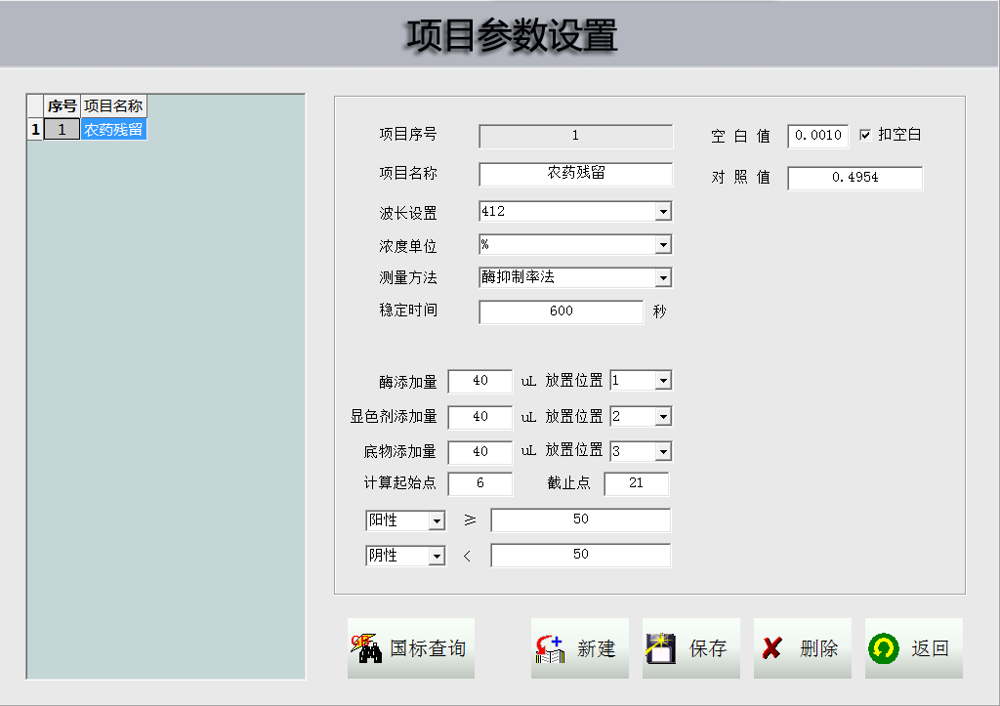 项目参数设置
序号 项目名称
1 1 农药残留
项目序号 1 空 白 值 0.0010 扣空白
项目名称 农药残留 对 照 值 0.4954
波长设置 412
浓度单位 %
测量方法 酶抑制率法
稳定时间 600 秒
酶添加量 40 uL 放置位置 1
显色剂添加量 40 uL 放置位置 2
底物添加量 40 uL 放置位置 3
计算起始点 6 截止点 21
阳性 ≥ 50
阴性 < 50
GB 国标查询 新建 保存 删除 返回